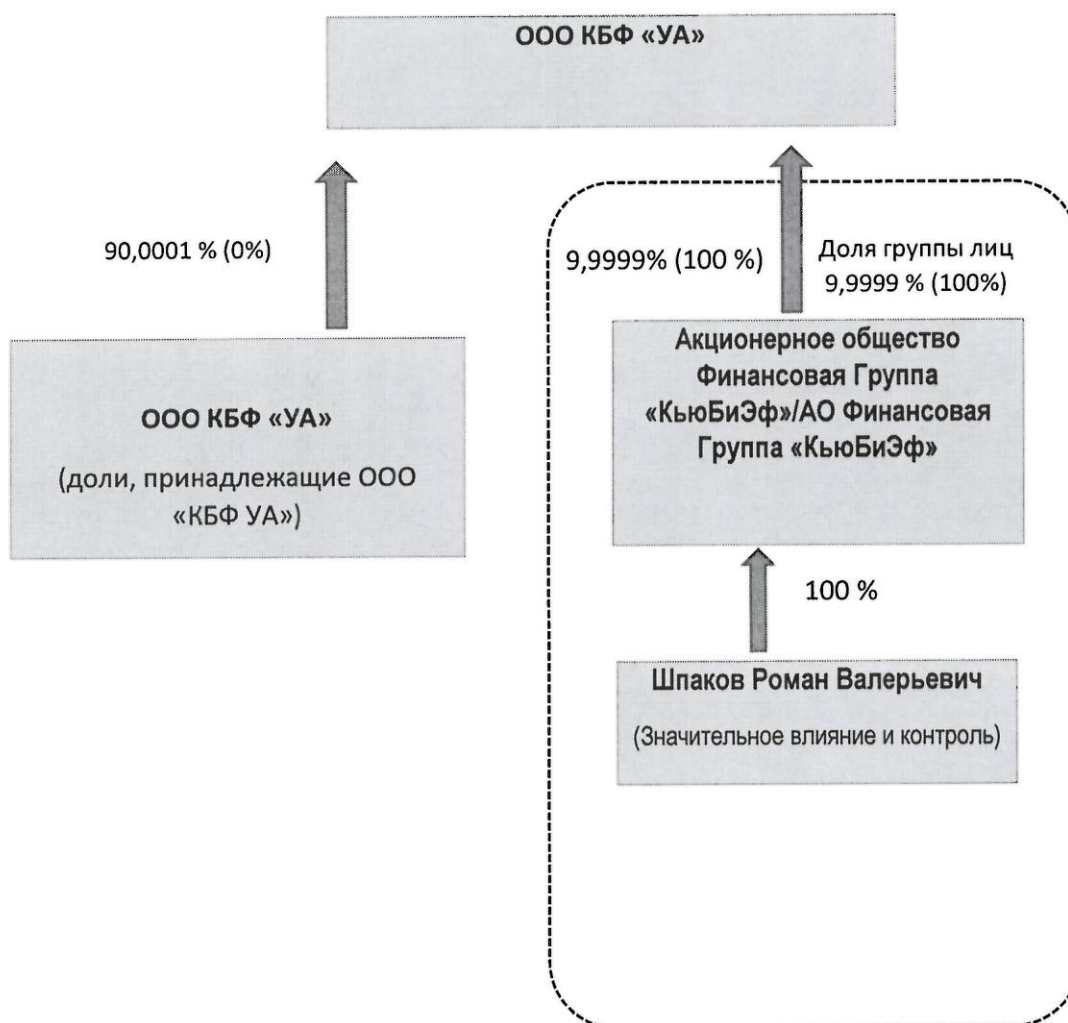 ООО КБФ «УА»
90,0001 % (0%)
9,9999% (100 %)
Доля группы лиц
9,9999 % (100%)
ООО КБФ «УА»
(доли, принадлежащие ООО
«КБФ УА»)
Акционерное общество
Финансовая Группа
«КьюБиЭф»/АО Финансовая
Группа «КьюБиЭф»
100 %
Шпаков Роман Валерьевич
(Значительное влияние и контроль)